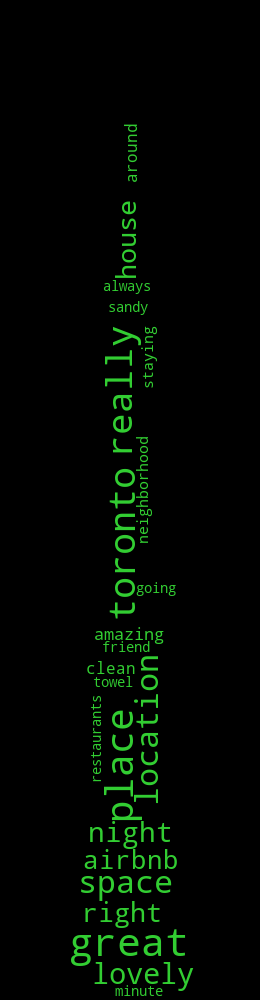 around
house
always
sandy
really
staying
neighborhood
toronto
going
amazing
friend
clean
location
towel
restaurants
place
night
airbnb
space
right
great
lovely
minute